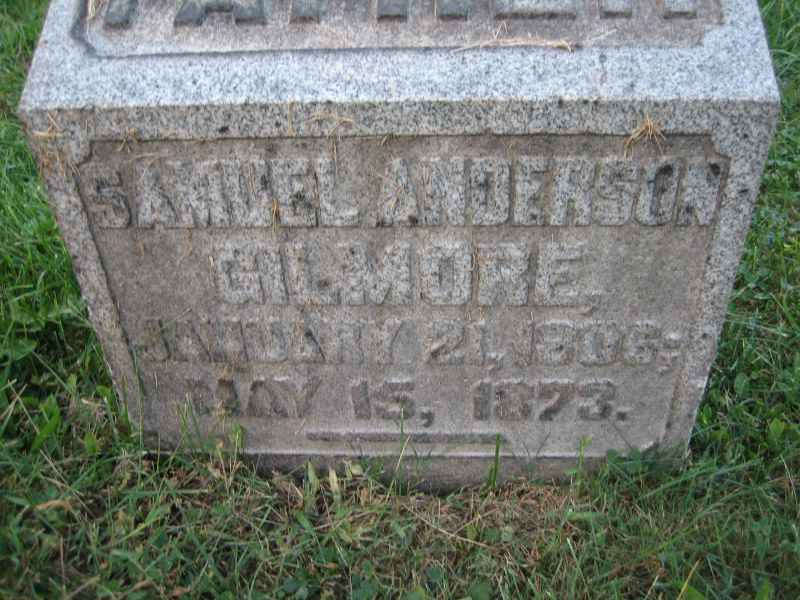 SAMUEL ANDERSON
GILMORE,
JANUARY 21, 1806;
MAY 15, 1873.